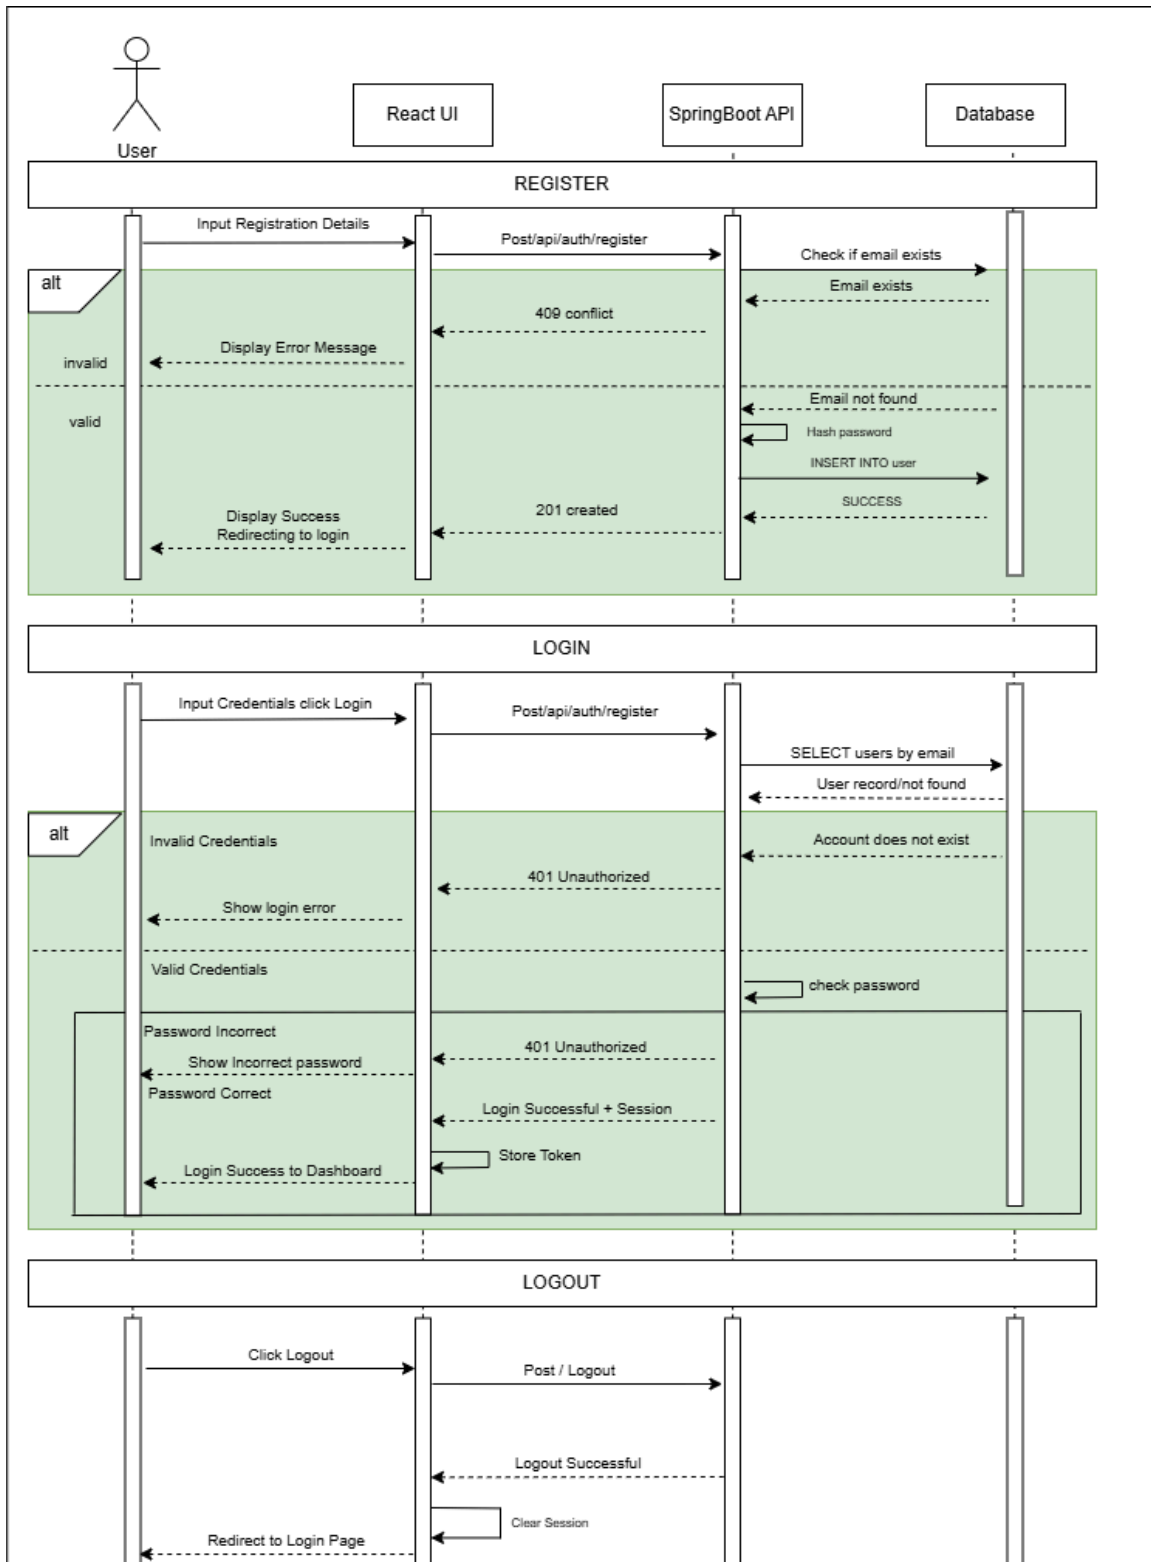 User
React UI
SpringBoot API
Database
REGISTER
Input Registration Details
Post/api/auth/register
Check if email exists
alt
Email exists
409 conflict
Display Error Message
invalid
Email not found
valid
Hash password
INSERT INTO user
SUCCESS
201 created
Display Success
Redirecting to login
LOGIN
Input Credentials click Login
Post/api/auth/register
SELECT users by email
User record/not found
alt
Invalid Credentials
Account does not exist
401 Unauthorized
Show login error
Valid Credentials
check password
Password Incorrect
401 Unauthorized
Show Incorrect password
Password Correct
Login Successful + Session
Store Token
Login Success to Dashboard
LOGOUT
Click Logout
Post / Logout
Logout Successful
Clear Session
Redirect to Login Page